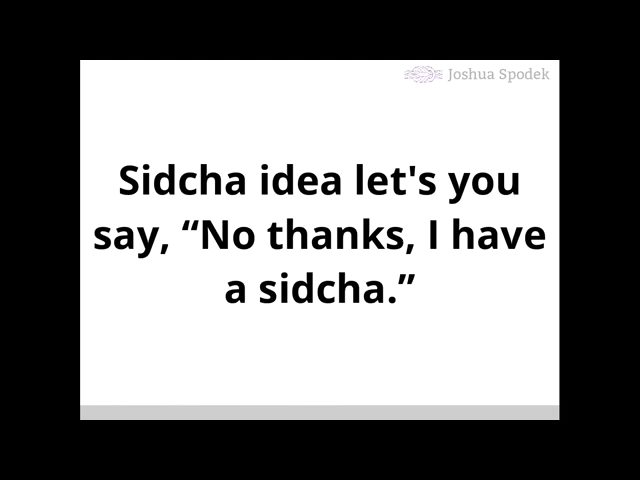 Joshua Spodek
Sidcha idea let's you
say, “No thanks, I have
a sidcha.”